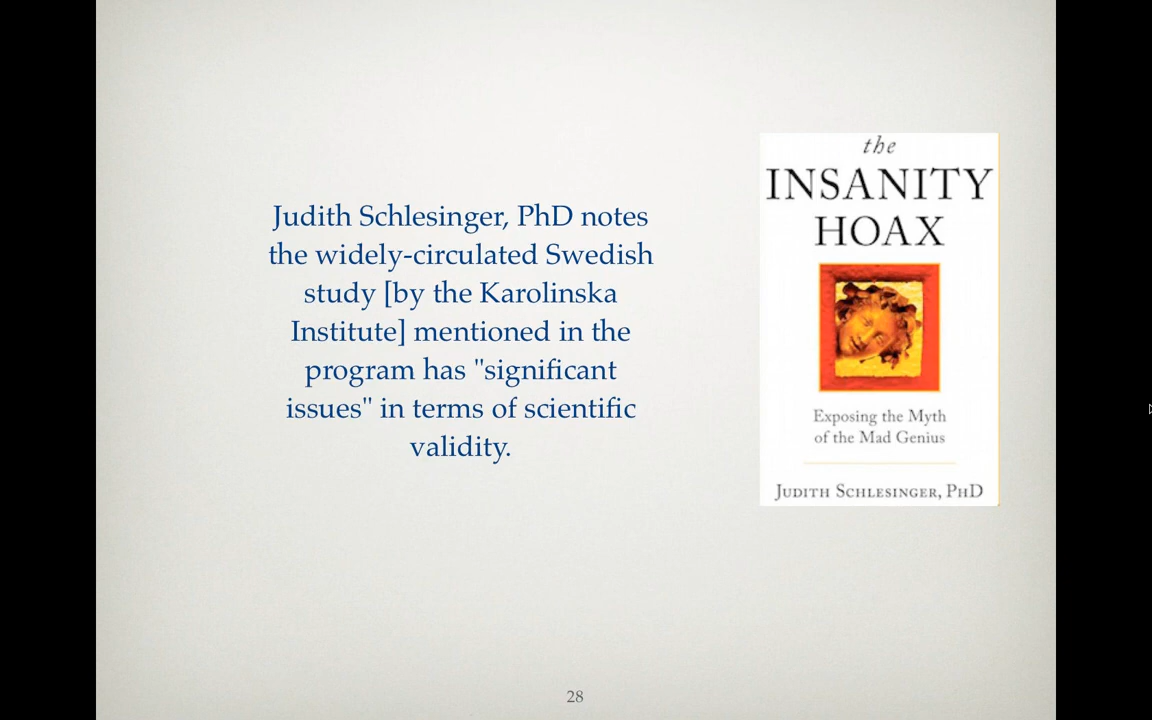 Judith Schlesinger, PhD notes
the widely-circulated Swedish
study [by the Karolinska
Institute] mentioned in the
program has "significant
issues" in terms of scientific
validity.
the
INSANITY
HOAX
Exposing the Myth
of the Mad Genius
JUDITH SCHLESINGER, PHD
28